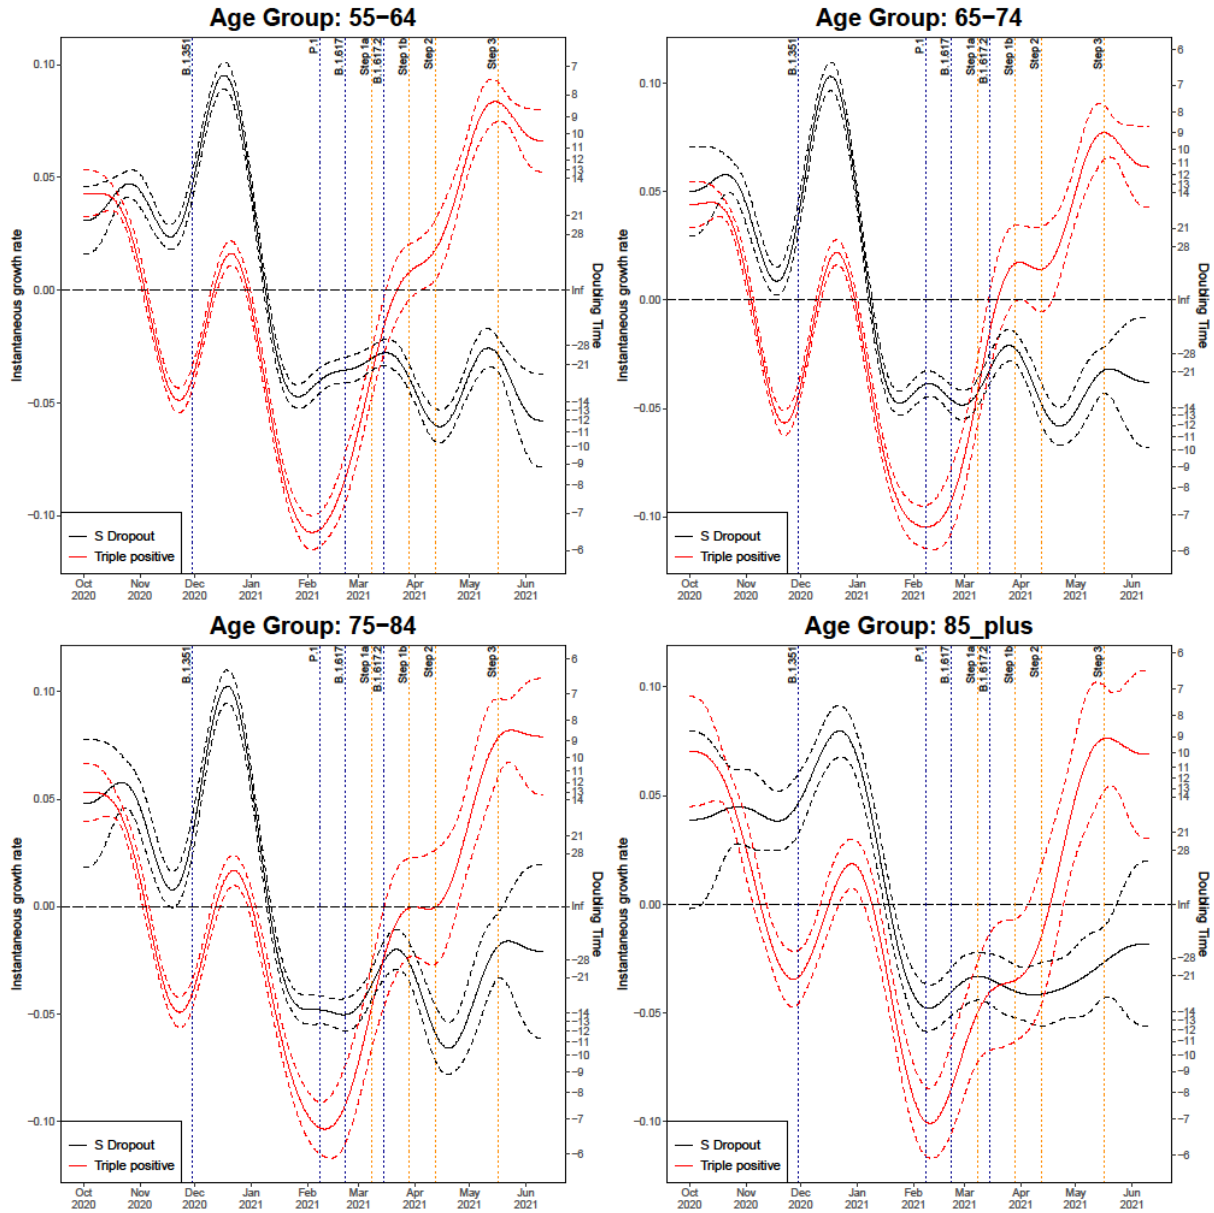 Age Group: 55−64
B.1.351
P.1
B.1.617
Step 1a
B.1.617.2
Step 1b
Step 2
Step 3
Instantaneous growth rate
0.10
0.05
0.00
−0.05
−0.10
7
8
9
10
11
12
13
14
21
28
Inf
−28
−21
−14
−13
−12
−11
−10
−9
−8
−7
−6
Doubing Time
S Dropout
Triple positive
Oct Nov Dec Jan Feb Mar Apr May Jun
2020 2020 2020 2021 2021 2021 2021 2021 2021
Age Group: 65−74
B.1.351
P.1
B.1.617
Step 1a
B.1.617.2
Step 1b
Step 2
Step 3
Instantaneous growth rate
0.10
0.05
0.00
−0.05
−0.10
6
7
8
9
10
11
12
13
14
21
28
Inf
−28
−21
−14
−13
−12
−11
−10
−9
−8
−7
−6
Doubing Time
S Dropout
Triple positive
Oct Nov Dec Jan Feb Mar Apr May Jun
2020 2020 2020 2021 2021 2021 2021 2021 2021
Age Group: 75−84
B.1.351
P.1
B.1.617
Step 1a
B.1.617.2
Step 1b
Step 2
Step 3
Instantaneous growth rate
0.10
0.05
0.00
−0.05
−0.10
6
7
8
9
10
11
12
13
14
21
28
Inf
−28
−21
−14
−13
−12
−11
−10
−9
−8
−7
−6
Doubing Time
S Dropout
Triple positive
Oct Nov Dec Jan Feb Mar Apr May Jun
2020 2020 2020 2021 2021 2021 2021 2021 2021
Age Group: 85_plus
B.1.351
P.1
B.1.617
Step 1a
B.1.617.2
Step 1b
Step 2
Step 3
Instantaneous growth rate
0.10
0.05
0.00
−0.05
−0.10
6
7
8
9
10
11
12
13
14
21
28
Inf
−28
−21
−14
−13
−12
−11
−10
−9
−8
−7
−6
Doubing Time
S Dropout
Triple positive
Oct Nov Dec Jan Feb Mar Apr May Jun
2020 2020 2020 2021 2021 2021 2021 2021 2021